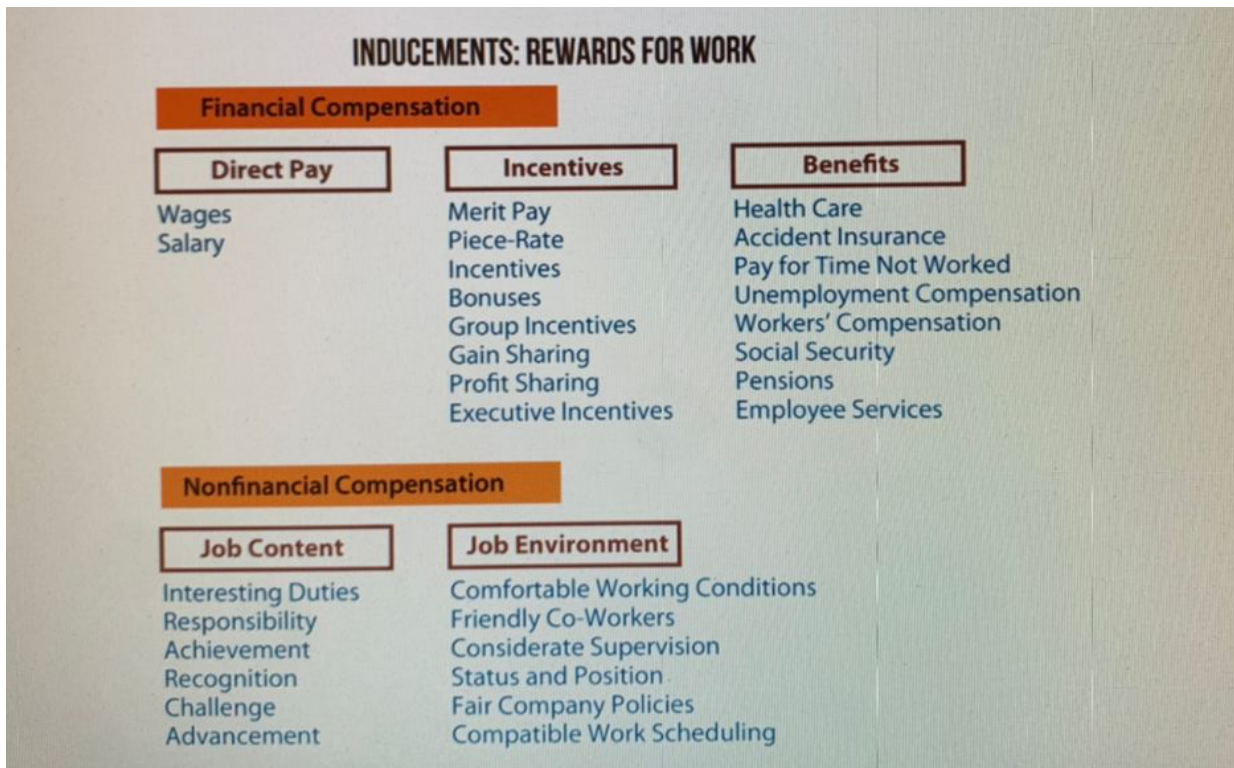 INDUCEMENTS: REWARDS FOR WORK
Financial Compensation
Direct Pay
Wages
Salary
Incentives
Merit Pay
Piece-Rate
Incentives
Bonuses
Group Incentives
Gain Sharing
Profit Sharing
Executive Incentives
Benefits
Health Care
Accident Insurance
Pay for Time Not Worked
Unemployment Compensation
Workers' Compensation
Social Security
Pensions
Employee Services
Nonfinancial Compensation
Job Content
Interesting Duties
Responsibility
Achievement
Recognition
Challenge
Advancement
Job Environment
Comfortable Working Conditions
Friendly Co-Workers
Considerate Supervision
Status and Position
Fair Company Policies
Compatible Work Scheduling